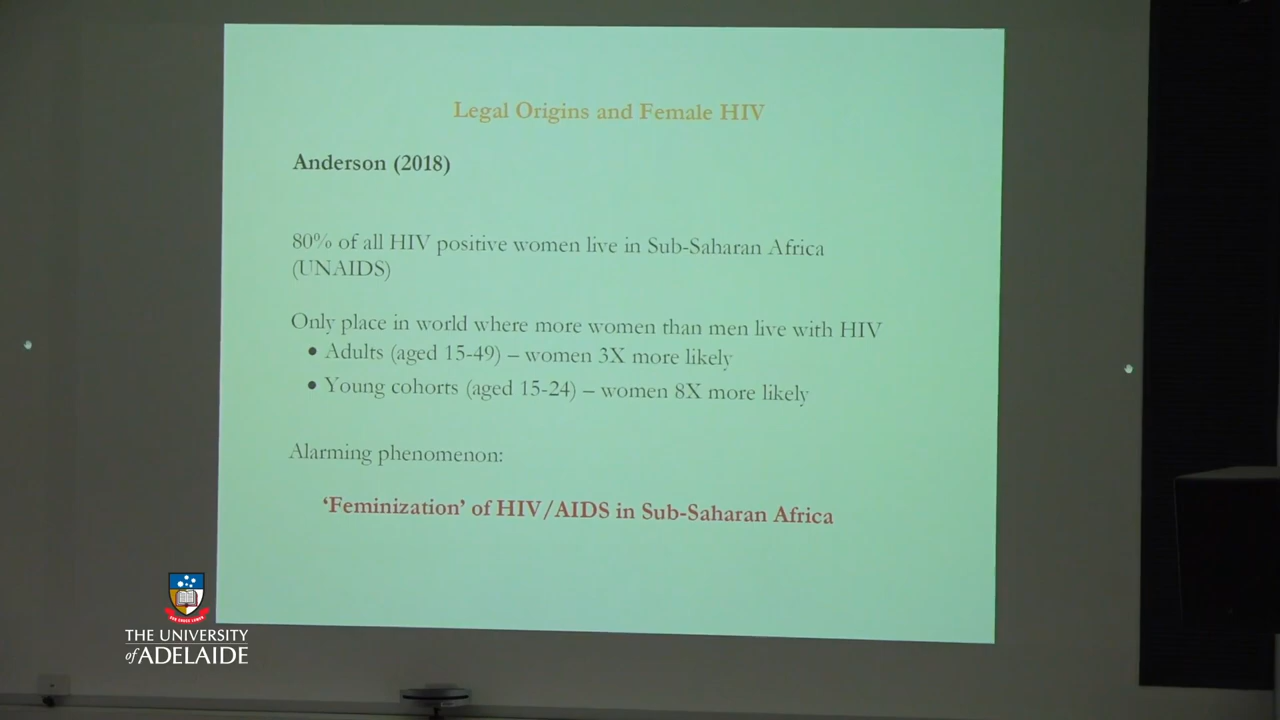 Legal Origins and Female HIV
Anderson (2018)
80% of all HIV positive women live in Sub-Saharan Africa
(UNAIDS)
Only place in world where more women than men live with HIV
• Adults (aged 15-49) – women 3X more likely
• Young cohorts (aged 15-24) – women 8X more likely
Alarming phenomenon:
‘Feminization’ of HIV/AIDS in Sub-Saharan Africa
THE UNIVERSITY
of ADELAIDE